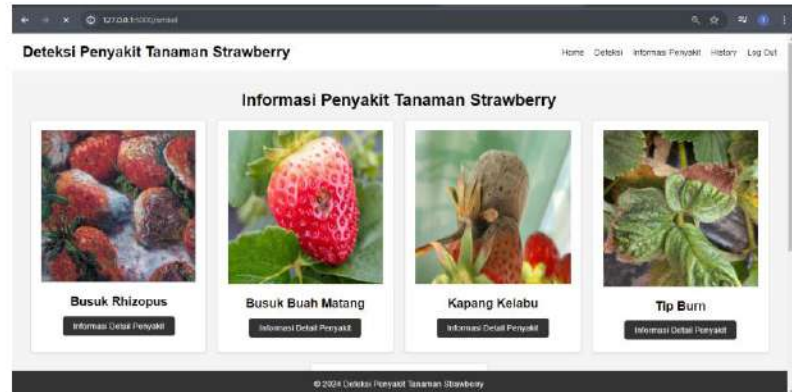 Deteksi Penyakit Tanaman Strawberry
Home Deteksi Informasi Penyakit History Log Out
Informasi Penyakit Tanaman Strawberry
Busuk Rhizopus
Informasi Detail Penyakit
Busuk Buah Matang
Informasi Detail Penyakit
Kapang Kelabu
Informasi Detail Penyakit
Tip Burn
Informasi Detail Penyakit
© 2024 Deteksi Penyakit Tanaman Strawberry